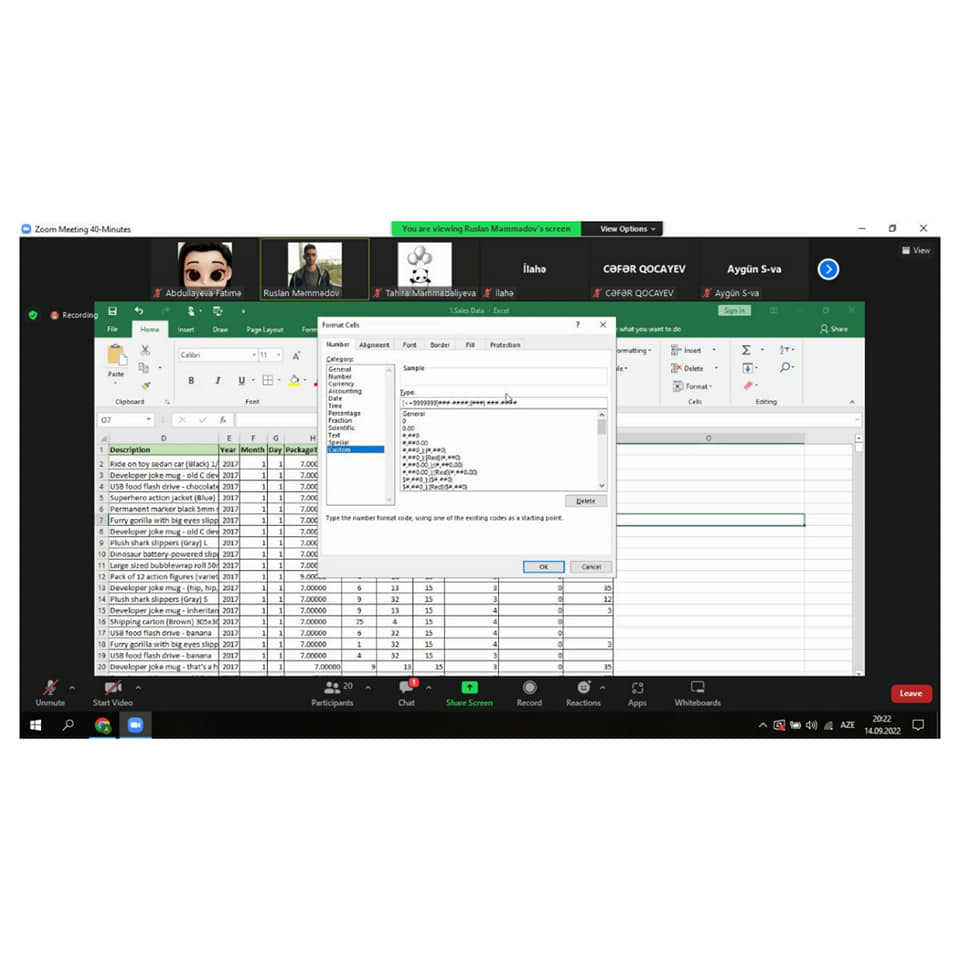 Zoom Meeting 40-Minutes
You are viewing Ruslan Mammadov's screen
View Options
View
Abdullayeva Fatimə
Ruslan Məmmədov
Tahirə Məmmədəliyeva
İlahə
İlahə
CƏFƏR QOCAYEV
CƏFƏR QOCAYEV
Aygün S-va
Aygün S-va
Recording
1.Sales Data - Excel
Sign in
File Home Insert Draw Page Layout
what you want to do
Share
Paste
Clipboard
Calibri 11
B I U
Font
Insert
Delete
Format
Cells
Editing
O7
fx
Format Cells
? ×
Number Alignment Font Border Fill Protection
Category:
General
Number
Currency
Accounting
Date
Time
Percentage
Fraction
Scientific
Text
Special
Custom
Sample
Type:
[<=9999999]###-####;(###) ###-####
General
0
0.00
#,##0
#,##0.00
#,##0_);(#,##0)
#,##0_);[Red](#,##0)
#,##0.00_);(#,##0.00)
#,##0.00_);[Red](#,##0.00)
$#,##0_);($#,##0)
$#,##0_);[Red]($#,##0)
Delete
Type the number format code, using one of the existing codes as a starting point.
OK Cancel
D E F G H O
1 Description Year Month Day
2 Ride on toy sedan car (Black) 1/ 2017 1 1 7.000
3 Developer joke mug - old C dev 2017 1 1 7.000
4 USB food flash drive - chocolate 2017 1 1 7.000
5 Superhero action jacket (Blue) 2017 1 1 7.000
6 Permanent marker black 5mm 2017 1 1 7.000
7 Furry gorilla with big eyes slipp 2017 1 1 7.000
8 Developer joke mug - old C dev 2017 1 1 7.000
9 Plush shark slippers (Gray) L 2017 1 1 7.000
10 Dinosaur battery-powered slip 2017 1 1 7.000
11 Large sized bubblewrap roll 50 2017 1 1 7.000
12 Pack of 12 action figures (variet 2017 1 1 9.000
13 Developer joke mug - (hip, hip, 2017 1 1 7.00000 6 13 15 3 0 35
14 Plush shark slippers (Gray) S 2017 1 1 7.00000 9 32 15 3 0 12
15 Developer joke mug - inheritan 2017 1 1 7.00000 9 13 15 4 0 3
16 Shipping carton (Brown) 305x30 2017 1 1 7.00000 75 4 15 4 0
17 USB food flash drive - banana 2017 1 1 7.00000 6 32 15 4 0
18 Furry gorilla with big eyes slipp 2017 1 1 7.00000 1 32 15 4 0 3
19 USB food flash drive - banana 2017 1 1 7.00000 4 32 15 3 0
20 Developer joke mug - that's a h 2017 1 1 7.00000 9 13 15 3 0 35
Unmute
Start Video
20
Participants
1
Chat
Share Screen
Record
Reactions
Apps
Whiteboards
Leave
AZE
20:22
14.09.2022